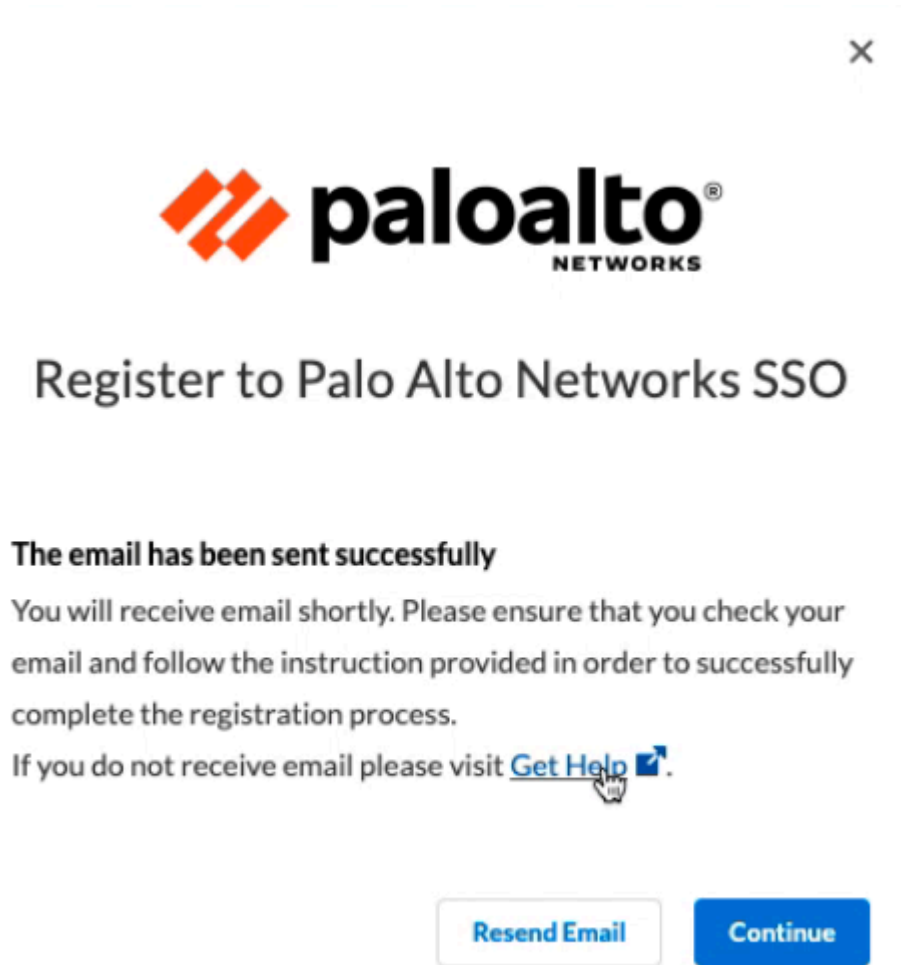 paloalto®
NETWORKS
Register to Palo Alto Networks SSO
The email has been sent successfully
You will receive email shortly. Please ensure that you check your
email and follow the instruction provided in order to successfully
complete the registration process.
If you do not receive email please visit Get Help.
Resend Email
Continue